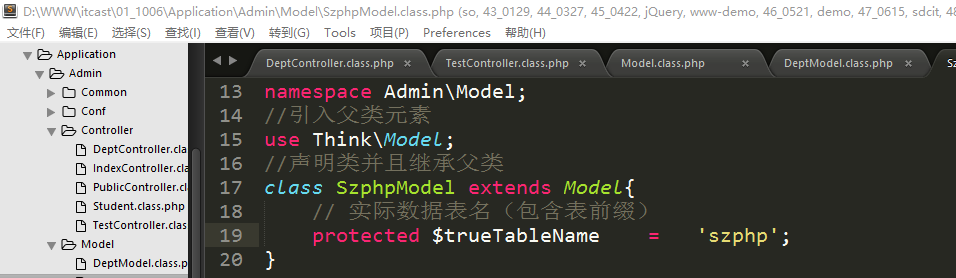 D:\WWW\itcast\01_1006\Application\Admin\Model\SzphpModel.class.php (so, 43_0129, 44_0327, 45_0422, jQuery, www-demo, 46_0521, demo, 47_0615, sdcit, 48
文件(F) 编辑(E) 选择(S) 查找(I) 查看(V) 转到(G) Tools 项目(P) Preferences 帮助(H)
Application
Admin
Common
Conf
Controller
DeptController.cla
IndexController.cl
PublicController.c
Student.class.php
TestController.clas
Model
DeptModel.class.p
DeptController.class.php × TestController.class.php × Model.class.php × DeptModel.class.php × Sz
13 namespace Admin\Model;
14 //引入父类元素
15 use Think\Model;
16 //声明类并且继承父类
17 class SzphpModel extends Model{
18 // 实际数据表名（包含表前缀）
19 protected $trueTableName = 'szphp';
20 }